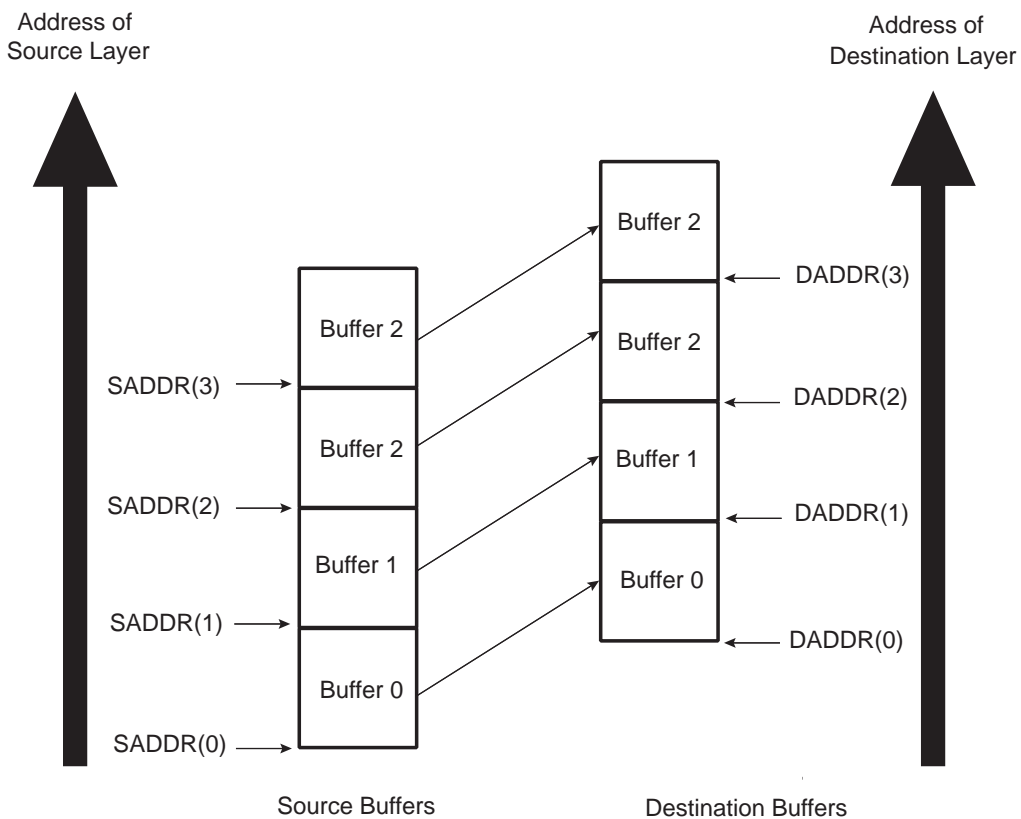 Address of
Source Layer
Address of
Destination Layer
Buffer 2
Buffer 2
Buffer 1
Buffer 0
SADDR(3)
SADDR(2)
SADDR(1)
SADDR(0)
Buffer 2
Buffer 2
Buffer 1
Buffer 0
DADDR(3)
DADDR(2)
DADDR(1)
DADDR(0)
Source Buffers
Destination Buffers